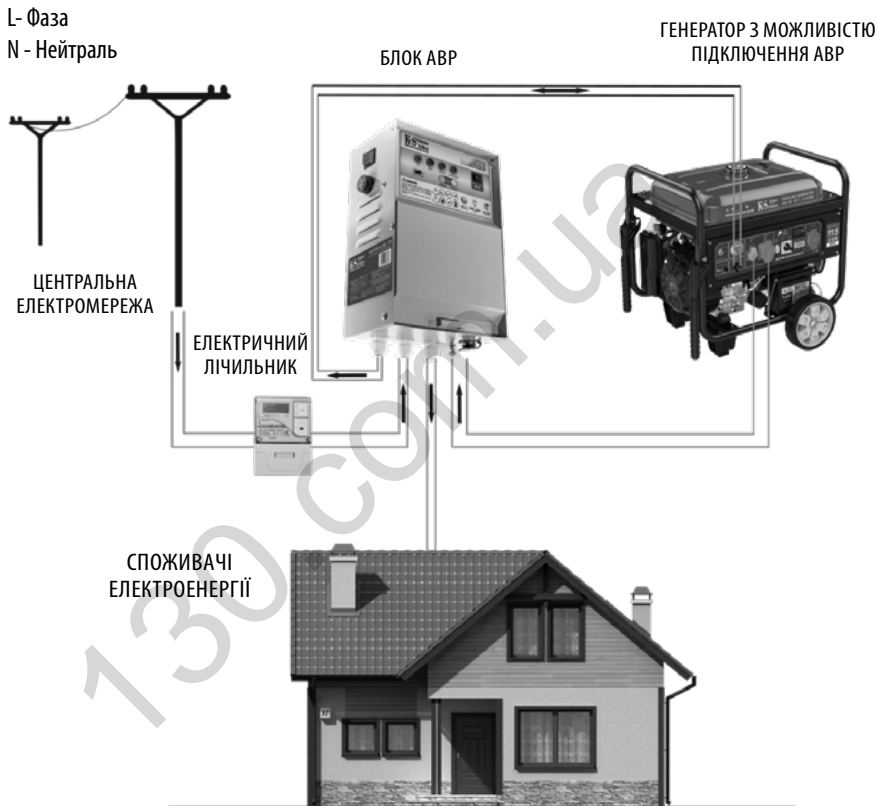 L- Фаза
N - Нейтраль
БЛОК АВР
ГЕНЕРАТОР З МОЖЛИВІСТЮ
ПІДКЛЮЧЕННЯ АВР
ЦЕНТРАЛЬНА
ЕЛЕКТРОМЕРЕЖА
ЕЛЕКТРИЧНИЙ
ЛІЧИЛЬНИК
СПОЖИВАЧІ
ЕЛЕКТРОЕНЕРГІЇ
K&S
K&S
130.com.ua